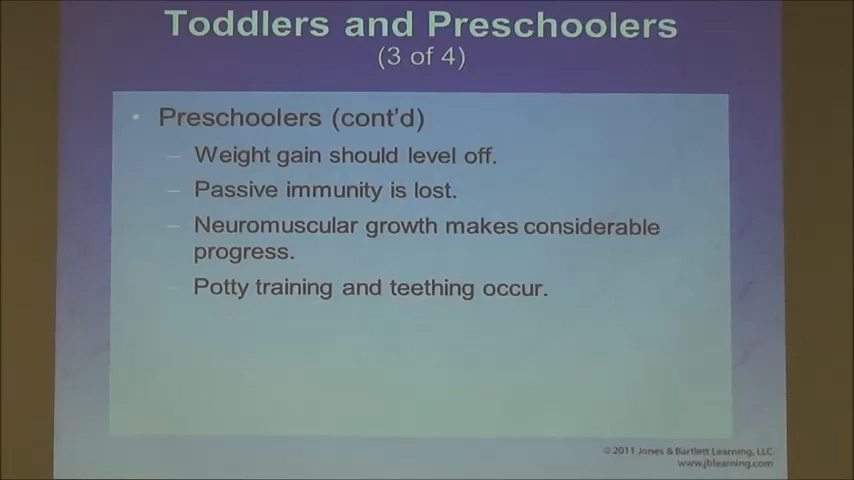 Toddlers and Preschoolers
(3 of 4)
• Preschoolers (cont'd)
– Weight gain should level off.
– Passive immunity is lost.
– Neuromuscular growth makes considerable
progress.
– Potty training and teething occur.
© 2011 Jones & Bartlett Learning, LLC
www.jblearning.com